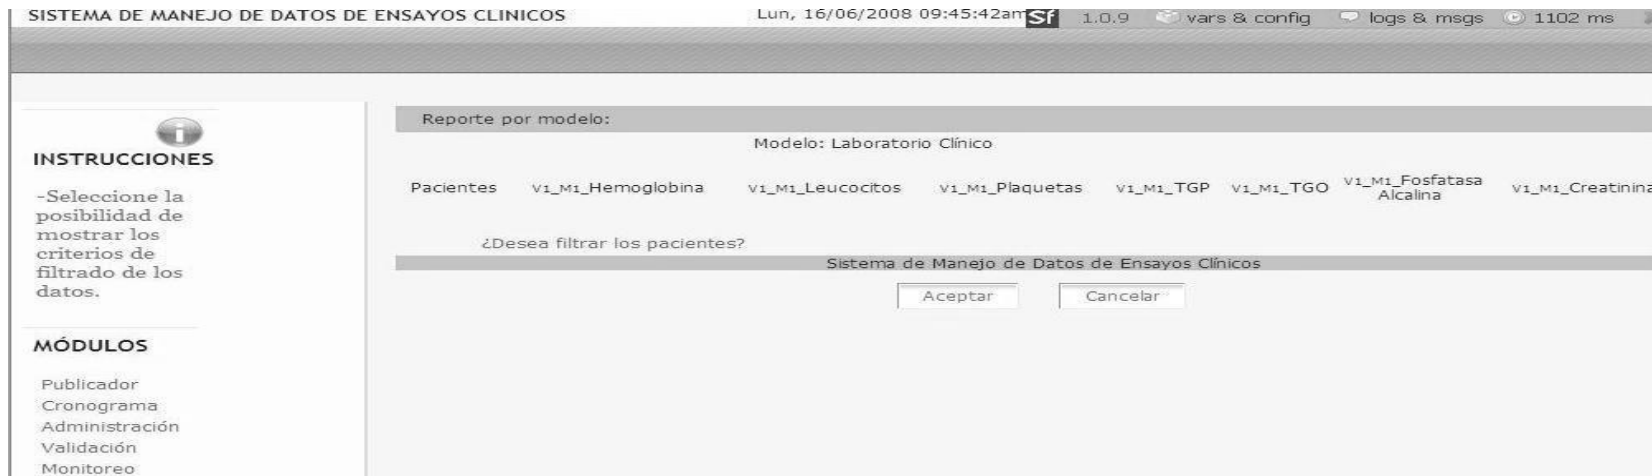 SISTEMA DE MANEJO DE DATOS DE ENSAYOS CLINICOS
Lun, 16/06/2008 09:45:42am
Sf 1.0.9 vars & config logs & msgs 1102 ms
INSTRUCCIONES
-Seleccione la
posibilidad de
mostrar los
criterios de
filtrado de los
datos.
MÓDULOS
Publicador
Cronograma
Administración
Validación
Monitoreo
Reporte por modelo:
Modelo: Laboratorio Clínico
Pacientes V1_M1_Hemoglobina V1_M1_Leucocitos V1_M1_Plaquetas V1_M1_TGP V1_M1_TGO V1_M1_Fosfatasa Alcalina V1_M1_Creatinina
¿Desea filtrar los pacientes?
Sistema de Manejo de Datos de Ensayos Clínicos
Aceptar Cancelar